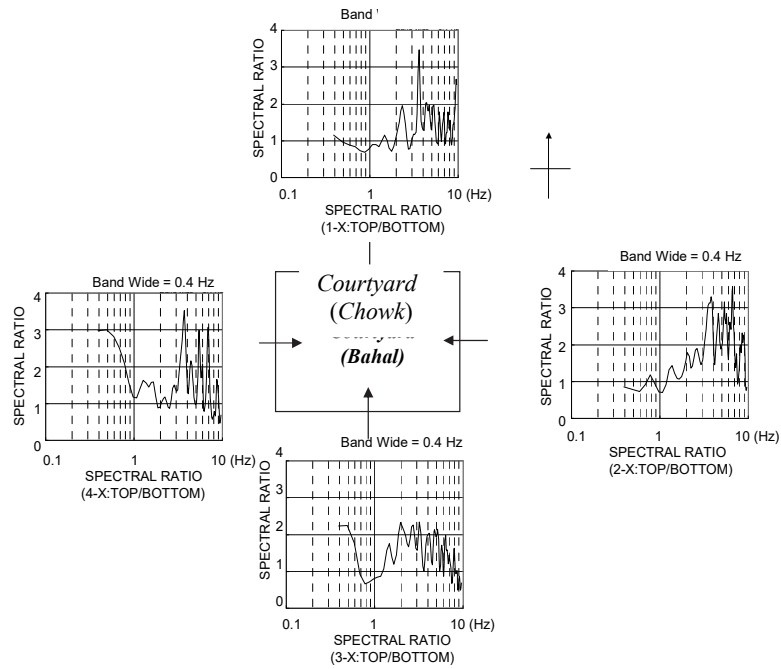 Band
4
3
2
1
0
SPECTRAL RATIO
0.1 1 10 (Hz)
SPECTRAL RATIO
(1-X:TOP/BOTTOM)
Band Wide = 0.4 Hz
4
3
2
1
0
SPECTRAL RATIO
0.1 1 10 (Hz)
SPECTRAL RATIO
(4-X:TOP/BOTTOM)
Courtyard
(Chowk)
(Bahal)
Band Wide = 0.4 Hz
4
3
2
1
0
SPECTRAL RATIO
0.1 1 10 (Hz)
SPECTRAL RATIO
(2-X:TOP/BOTTOM)
Band Wide = 0.4 Hz
4
3
2
1
0
SPECTRAL RATIO
0.1 1 10 (Hz)
SPECTRAL RATIO
(3-X:TOP/BOTTOM)